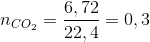 n_{CO_2} = \frac{6,72}{22,4} = 0,3